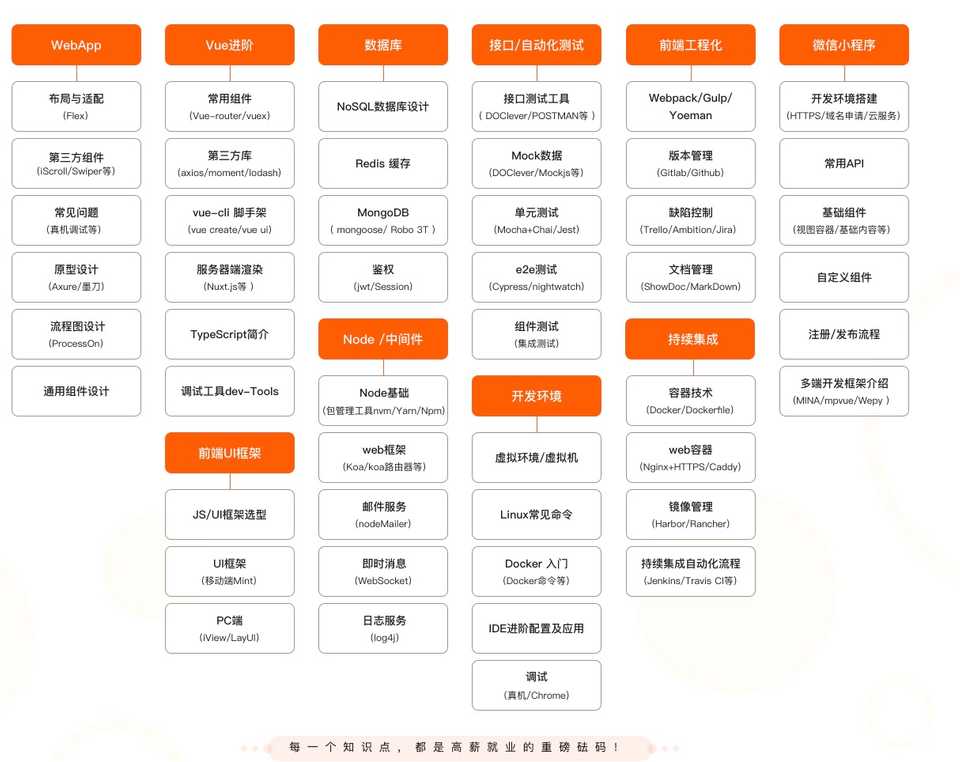 WebApp
布局与适配
(Flex)
第三方组件
(iScroll/Swiper等)
常见问题
(真机调试等)
原型设计
(Axure/墨刀)
流程图设计
(ProcessOn)
通用组件设计
Vue进阶
常用组件
(Vue-router/vuex)
第三方库
(axios/moment/lodash)
vue-cli 脚手架
(vue create/vue ui)
服务器端渲染
(Nuxt.js等 )
TypeScript简介
调试工具dev-Tools
前端UI框架
JS/UI框架选型
UI框架
(移动端Mint)
PC端
(iView/LayUI)
数据库
NoSQL数据库设计
Redis 缓存
MongoDB
( mongoose/ Robo 3T )
鉴权
(jwt/Session)
Node /中间件
Node基础
(包管理工具nvm/Yarn/Npm)
web框架
(Koa/koa路由器等)
邮件服务
(nodeMailer)
即时消息
(WebSocket)
日志服务
(log4j)
接口/自动化测试
接口测试工具
( DOClever/POSTMAN等 )
Mock数据
(DOClever/Mockjs等)
单元测试
(Mocha+Chai/Jest)
e2e测试
(Cypress/nightwatch)
组件测试
(集成测试)
开发环境
虚拟环境/虚拟机
Linux常见命令
Docker 入门
(Docker命令等)
IDE进阶配置及应用
调试
(真机/Chrome)
前端工程化
Webpack/Gulp/
Yoeman
版本管理
(Gitlab/Github)
缺陷控制
(Trello/Ambition/Jira)
文档管理
(ShowDoc/MarkDown)
持续集成
容器技术
(Docker/Dockerfile)
web容器
(Nginx+HTTPS/Caddy)
镜像管理
(Harbor/Rancher)
持续集成自动化流程
(Jenkins/Travis CI等)
微信小程序
开发环境搭建
(HTTPS/域名申请/云服务)
常用API
基础组件
(视图容器/基础内容等)
自定义组件
注册/发布流程
多端开发框架介绍
(MINA/mpvue/Wepy )
每一个知识点，都是高薪就业的重磅砝码！